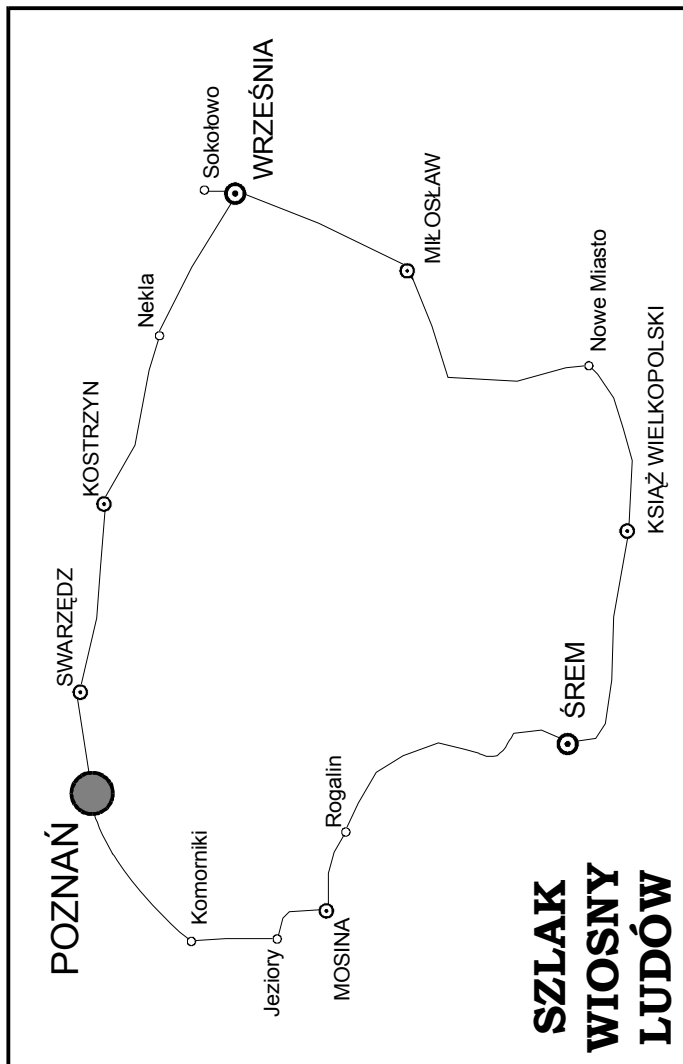 POZNAŃ
SWARZĘDZ
KOSTRZYN
Nekla
Sokołowo
WRZEŚNIA
MIŁOSŁAW
Nowe Miasto
KSIĄŻ WIELKOPOLSKI
ŚREM
Rogalin
MOSINA
Jeziory
Komorniki
SZLAK
WIOSNY
LUDÓW